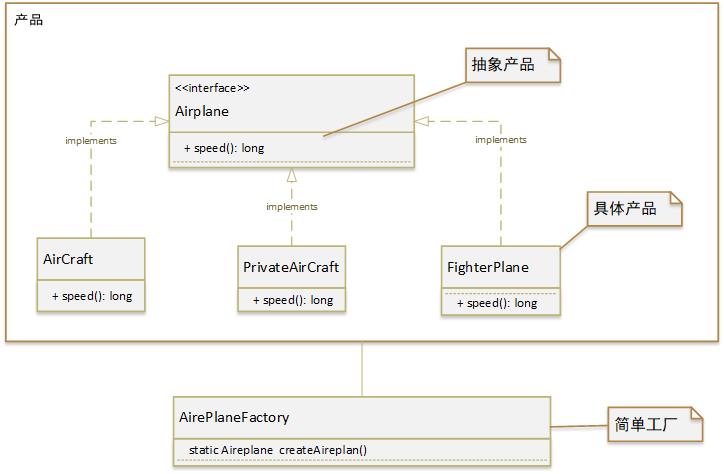 产品
抽象产品
<<interface>>
Airplane
+ speed(): long
implements
implements
implements
具体产品
AirCraft
+ speed(): long
PrivateAirCraft
+ speed(): long
FighterPlane
+ speed(): long
AirePlaneFactory
static Aireplane createAireplan()
简单工厂